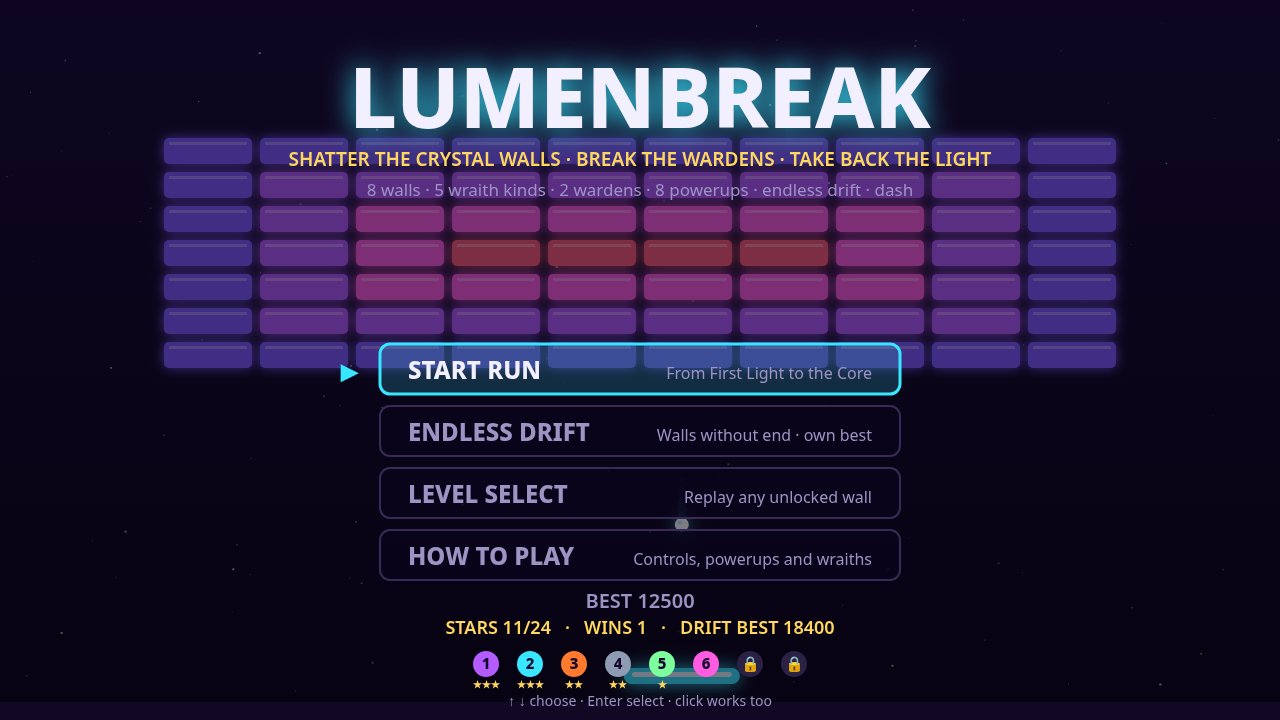 LUMENBREAK
SHATTER THE CRYSTAL WALLS · BREAK THE WARDENS · TAKE BACK THE LIGHT
8 walls · 5 wraith kinds · 2 wardens · 8 powerups · endless drift · dash
▶ START RUN From First Light to the Core
ENDLESS DRIFT Walls without end · own best
LEVEL SELECT Replay any unlocked wall
HOW TO PLAY Controls, powerups and wraiths
BEST 12500
STARS 11/24 · WINS 1 · DRIFT BEST 18400
1 2 3 4 5 6 🔒 🔒
★★★ ★★★ ★★ ★★ ★
↑ ↓ choose · Enter select · click works too